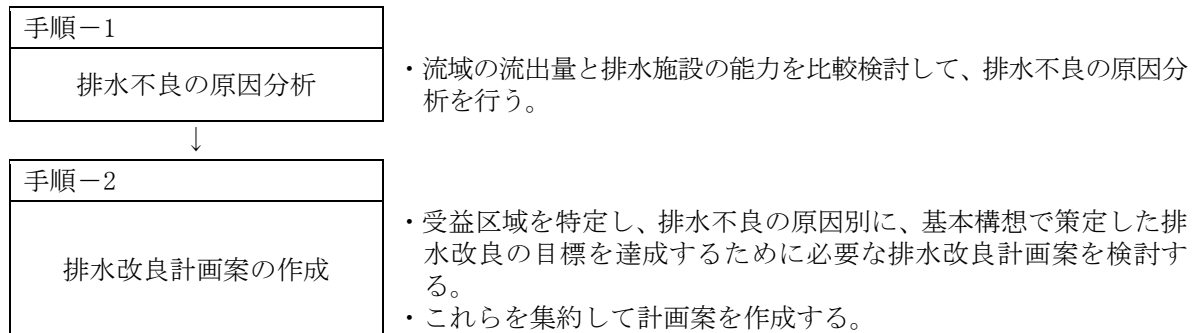 手順－1
排水不良の原因分析
・流域の流出量と排水施設の能力を比較検討して、排水不良の原因分
析を行う。
↓
手順－2
排水改良計画案の作成
・受益区域を特定し、排水不良の原因別に、基本構想で策定した排
水改良の目標を達成するために必要な排水改良計画案を検討す
る。
・これらを集約して計画案を作成する。